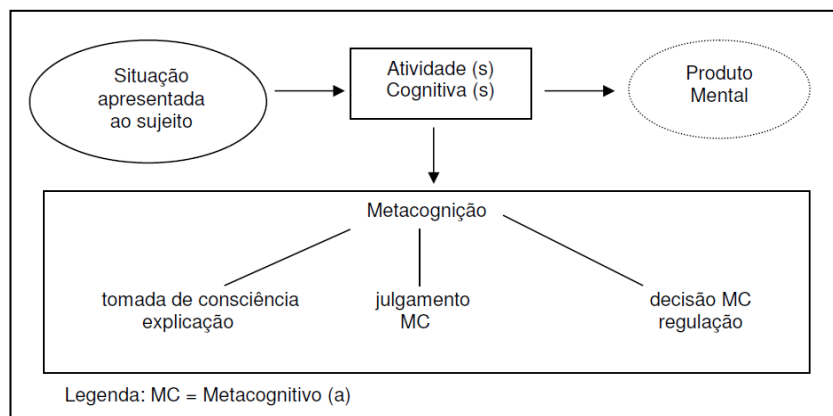 Situação
apresentada
ao sujeito
Atividade (s)
Cognitiva (s)
Produto
Mental
Metacognição
tomada de consciência
explicação
julgamento
MC
decisão MC
regulação
Legenda: MC = Metacognitivo (a)